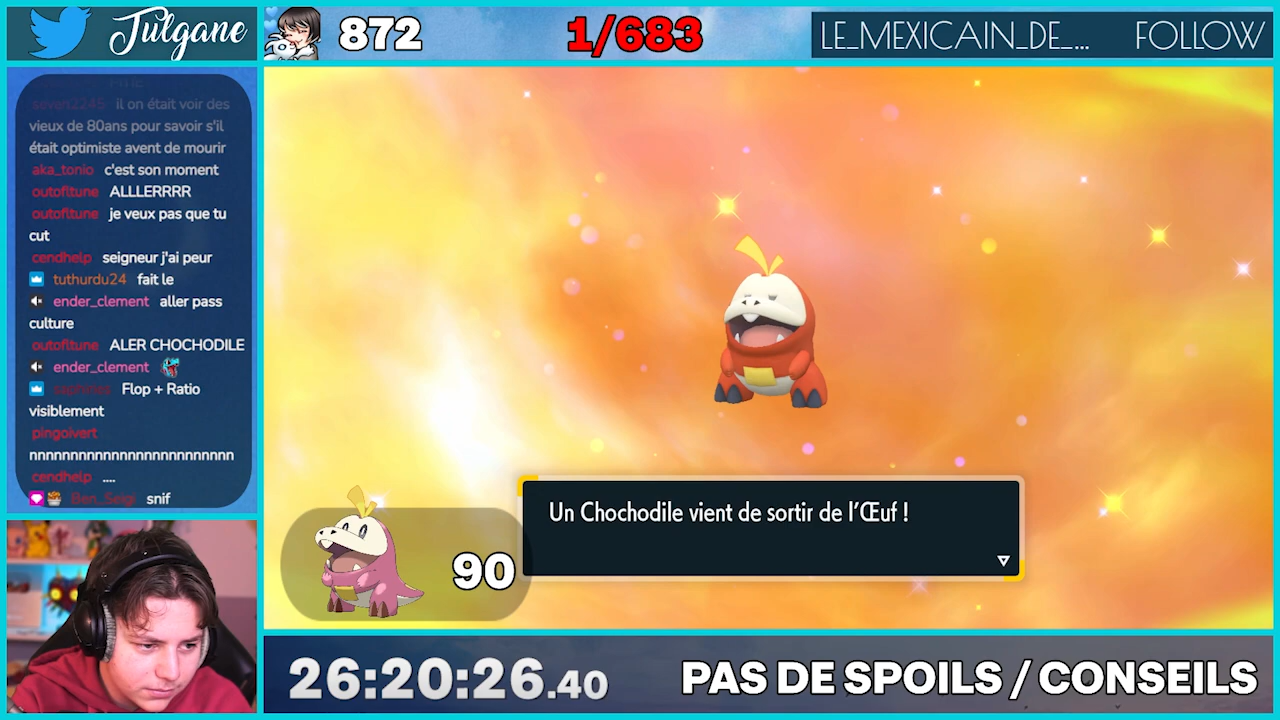 Julgane
872
1/683
LE_MEXICAIN_DE_...
FOLLOW
severi2245 il on était voir des
vieux de 80ans pour savoir s'il
était optimiste avent de mourir
aka_tonio c'est son moment
outofltune ALLLERRRR
outofltune je veux pas que tu
cut
cendhelp seigneur j'ai peur
tuthurdu24 fait le
ender_clement aller pass
culture
outofltune ALER CHOCHODILE
ender_clement
Flop + Ratio
visiblement
pingoivert
nnnnnnnnnnnnnnnnnnnnnnnnnn
cendhelp ....
Ben_Seigi snif
Un Chochodile vient de sortir de l'Œuf !
90
26:20:26.40
PAS DE SPOILS / CONSEILS